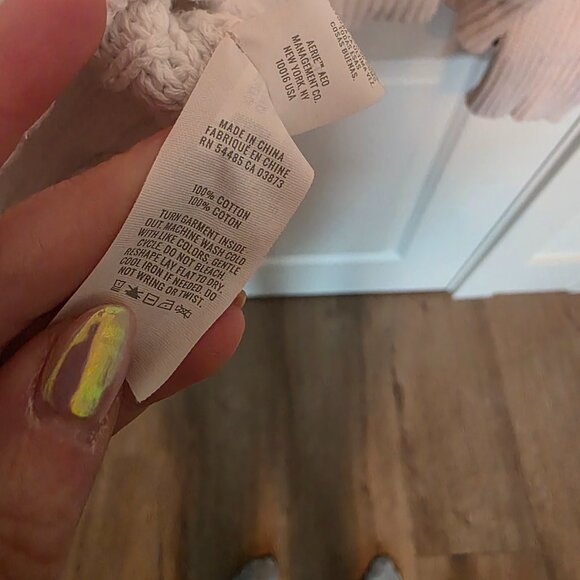 AERIE™ AEO
MANAGEMENT CO.
NEW YORK, NY
10016 USA
COSAS BUENAS.
MADE IN CHINA
FABRIQUÉ EN CHINE
RN 54485 CA 03873
100% COTTON
100% COTON
TURN GARMENT INSIDE
OUT. MACHINE WASH COLD
WITH LIKE COLORS, GENTLE
CYCLE. DO NOT BLEACH.
RESHAPE LAY FLAT TO DRY.
COOL IRON IF NEEDED. DO
NOT WRING OR TWIST.